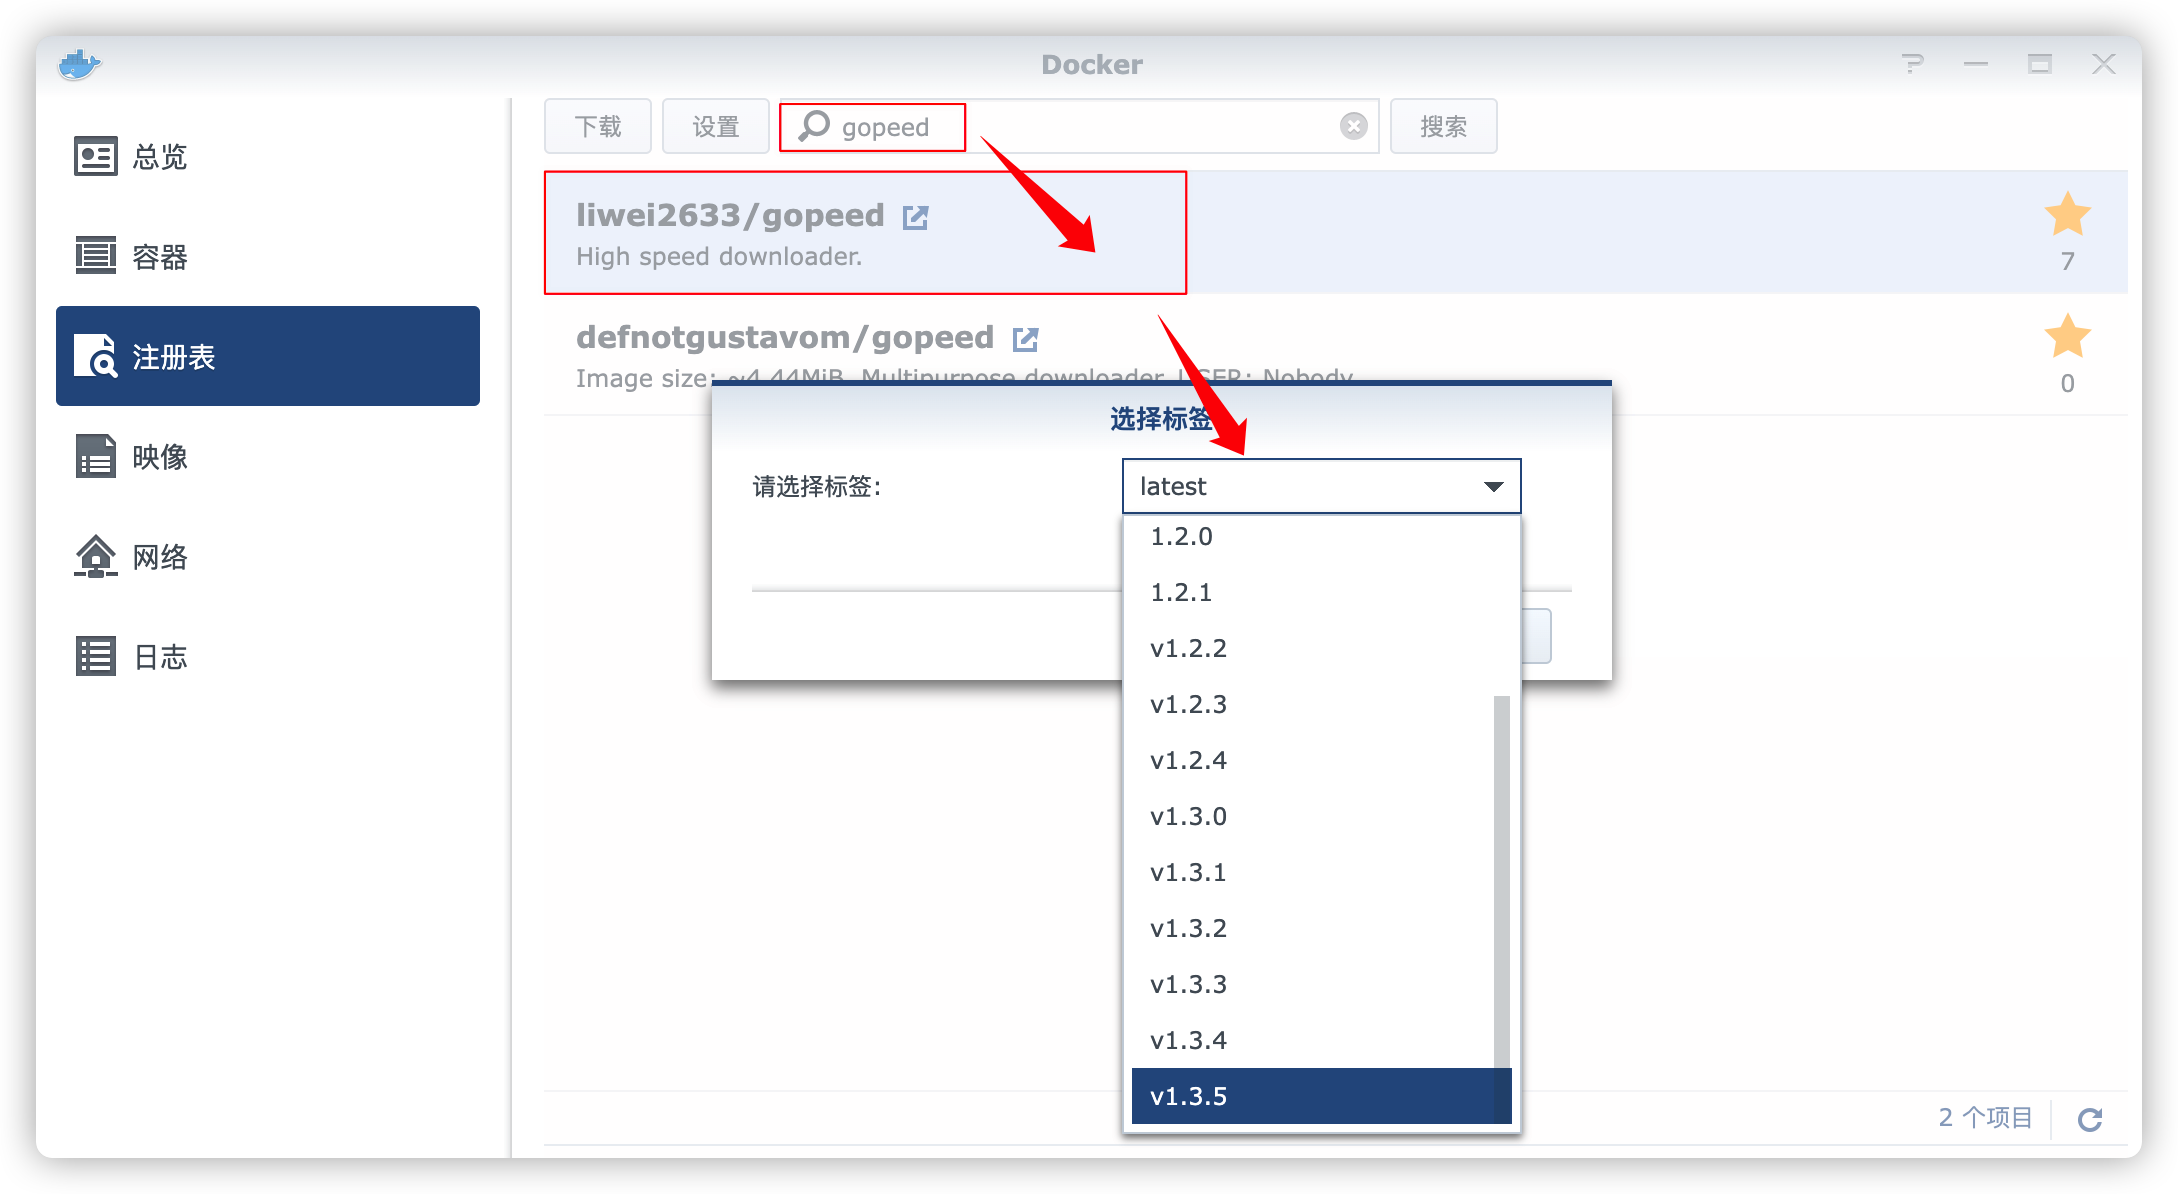 Docker
总览
容器
注册表
映像
网络
日志
下载
设置
gopeed
搜索
liwei2633/gopeed
High speed downloader.
7
defnotgustavom/gopeed
Image size: ~4.44MiB. Multipurpose downloader. USER: Nobody
0
选择标签
请选择标签:
latest
1.2.0
1.2.1
v1.2.2
v1.2.3
v1.2.4
v1.3.0
v1.3.1
v1.3.2
v1.3.3
v1.3.4
v1.3.5
2 个项目